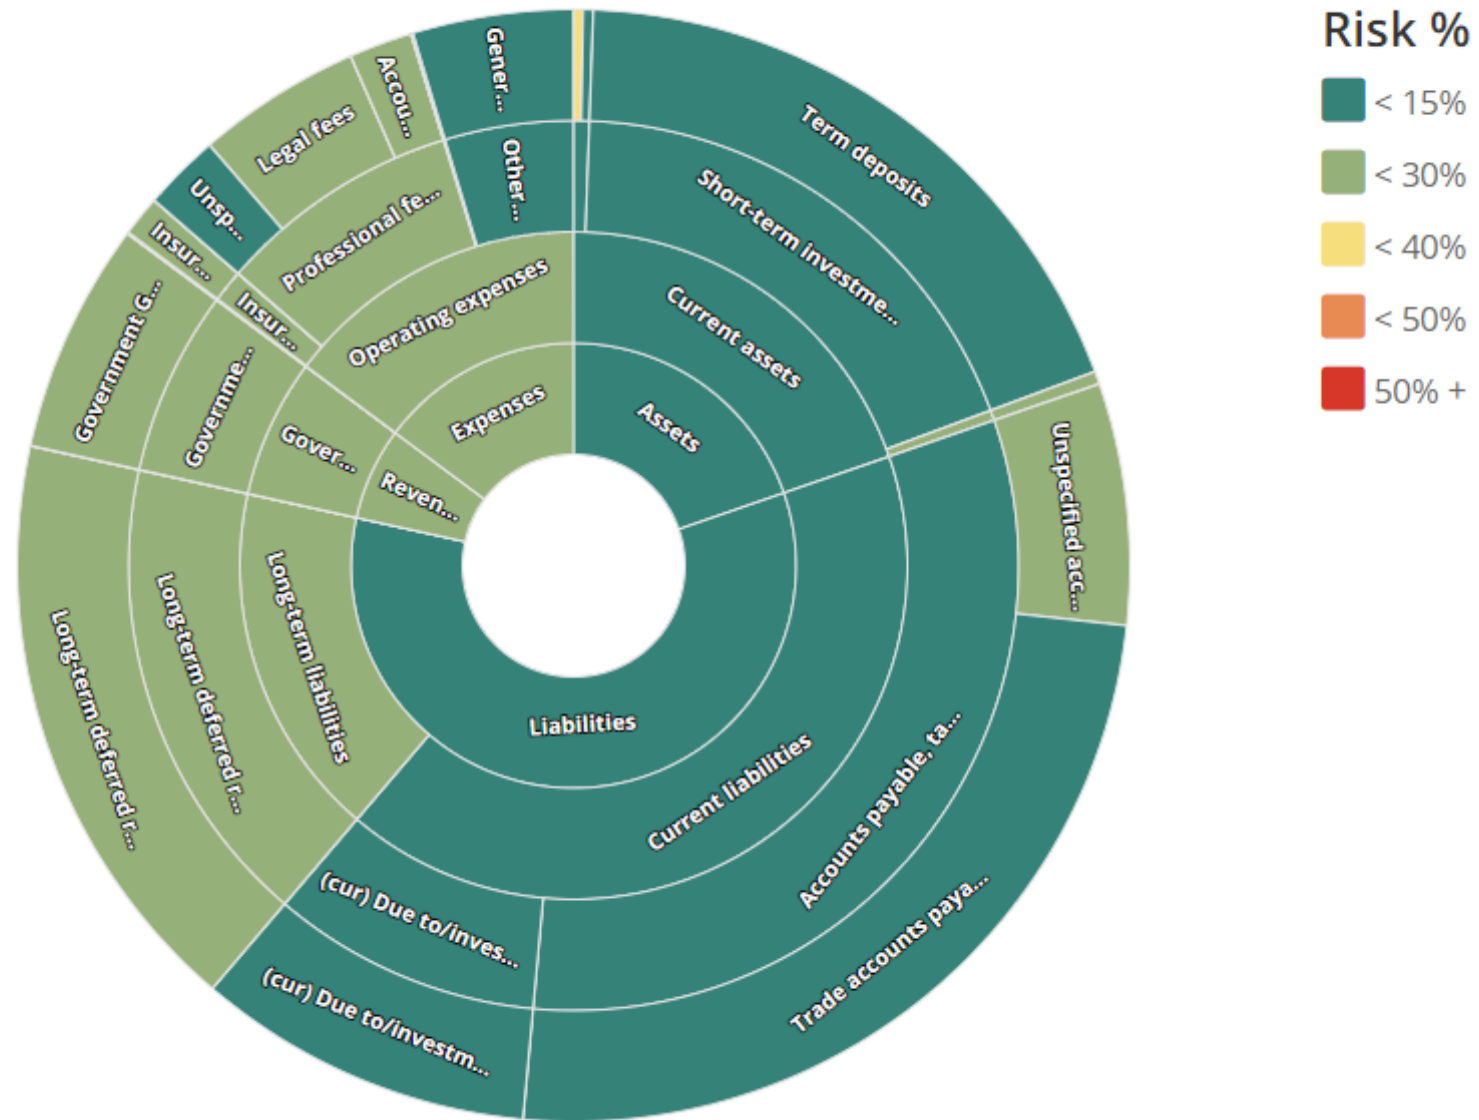 Risk %
< 15%
< 30%
< 40%
< 50%
50% +
Assets
Liabilities
Reven...
Expenses
Current assets
Current liabilities
Long-term liabilities
Gover...
Operating expenses
Short-term investme...
Accounts payable, ta...
(cur) Due to/inves...
Long-term deferred r...
Governme...
Insur...
Professional fe...
Other...
Term deposits
Unspecified acc...
Trade accounts paya...
(cur) Due to/investm...
Long-term deferred r...
Government G...
Insur...
Unsp...
Legal fees
Accou...
Gener...